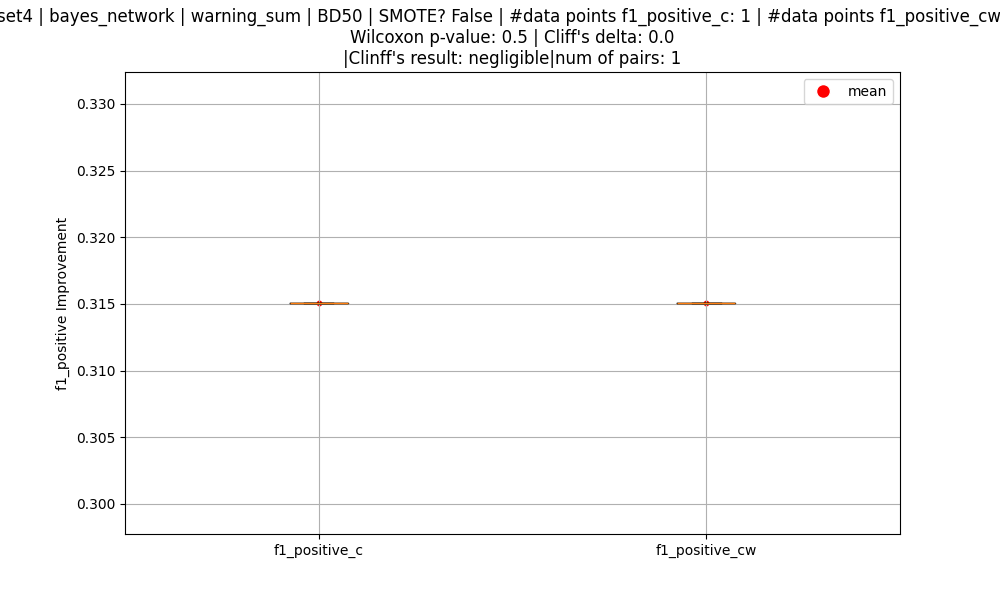 set4 | bayes_network | warning_sum | BD50 | SMOTE? False | #data points f1_positive_c: 1 | #data points f1_positive_cw
Wilcoxon p-value: 0.5 | Cliff's delta: 0.0
|Clinff's result: negligible|num of pairs: 1
mean
0.330
0.325
0.320
0.315
0.310
0.305
0.300
f1_positive Improvement
f1_positive_c
f1_positive_cw